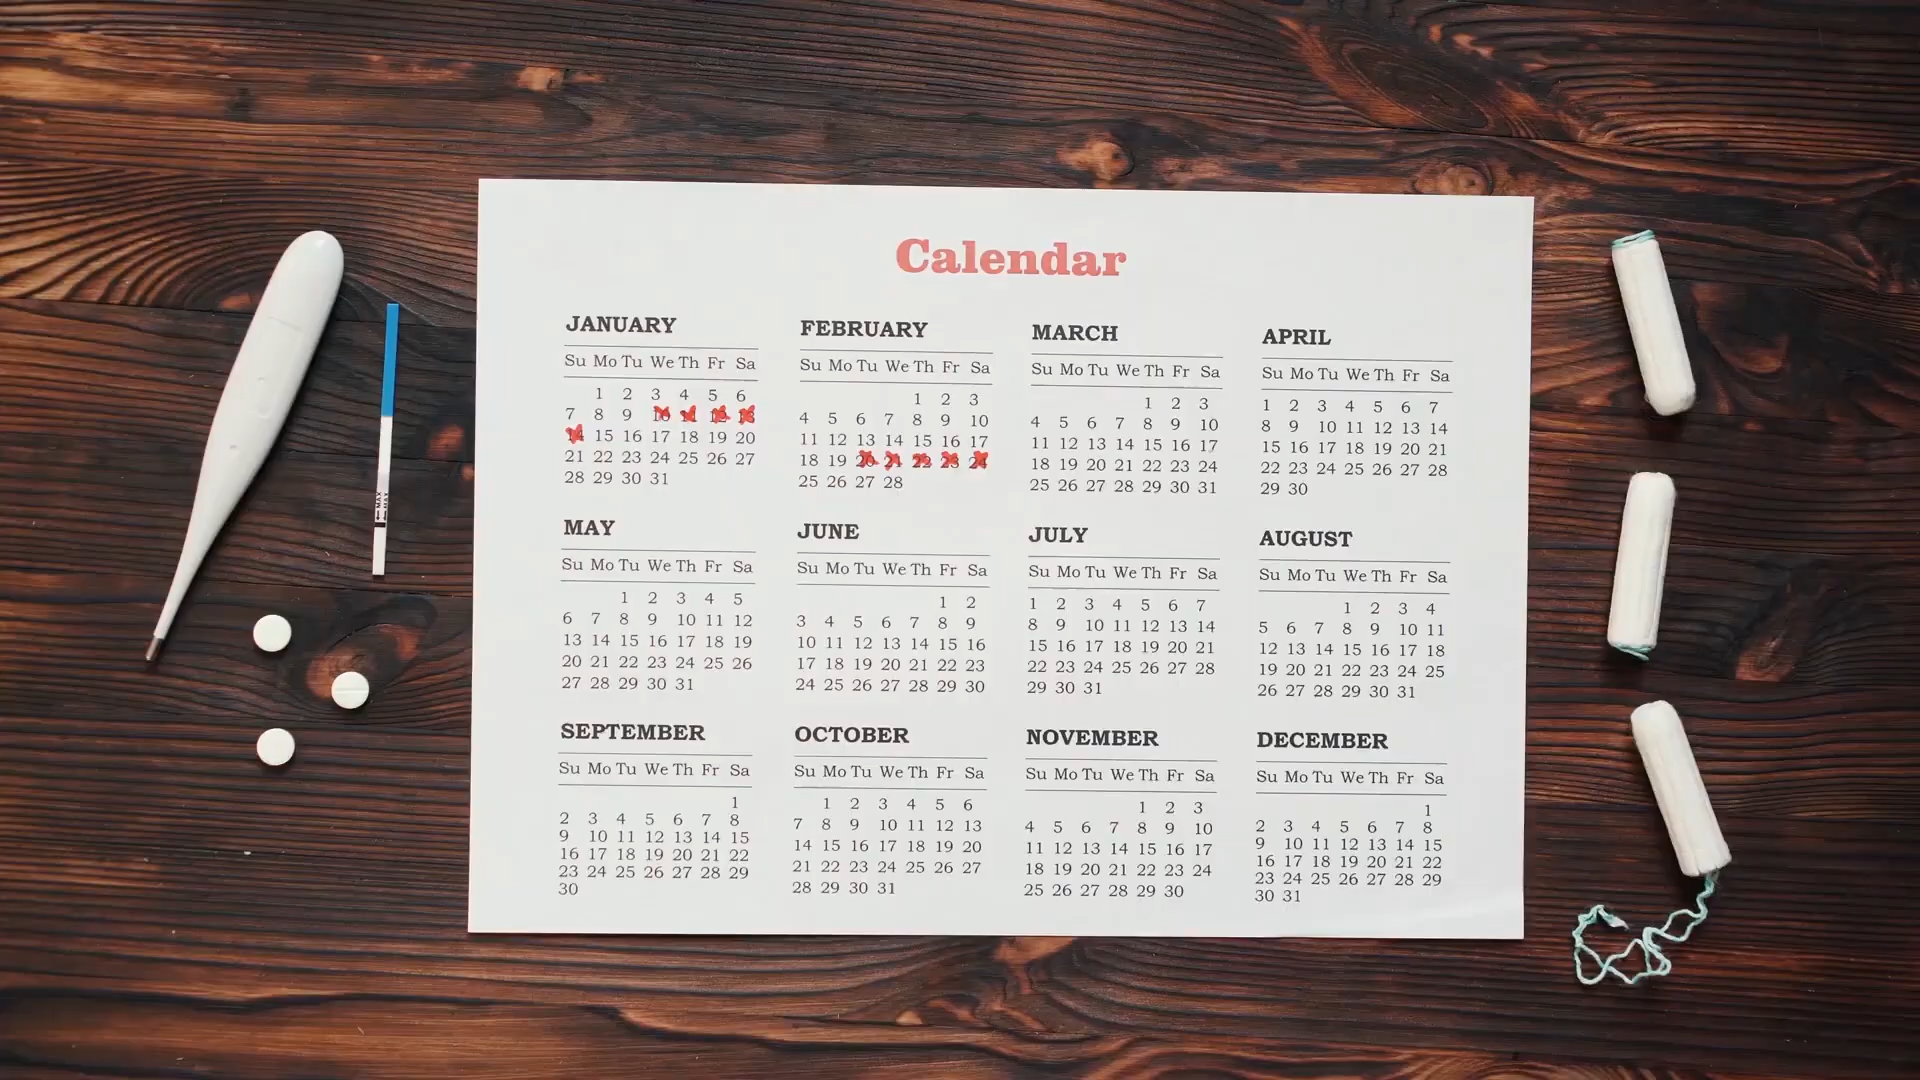 Calendar
JANUARY
Su Mo Tu We Th Fr Sa
1 2 3 4 5 6
7 8 9 10 11 12 13
14 15 16 17 18 19 20
21 22 23 24 25 26 27
28 29 30 31
FEBRUARY
Su Mo Tu We Th Fr Sa
1 2 3
4 5 6 7 8 9 10
11 12 13 14 15 16 17
18 19 20 21 22 23 24
25 26 27 28
MARCH
Su Mo Tu We Th Fr Sa
1 2 3
4 5 6 7 8 9 10
11 12 13 14 15 16 17
18 19 20 21 22 23 24
25 26 27 28 29 30 31
APRIL
Su Mo Tu We Th Fr Sa
1 2 3 4 5 6 7
8 9 10 11 12 13 14
15 16 17 18 19 20 21
22 23 24 25 26 27 28
29 30
MAY
Su Mo Tu We Th Fr Sa
1 2 3 4 5
6 7 8 9 10 11 12
13 14 15 16 17 18 19
20 21 22 23 24 25 26
27 28 29 30 31
JUNE
Su Mo Tu We Th Fr Sa
1 2
3 4 5 6 7 8 9
10 11 12 13 14 15 16
17 18 19 20 21 22 23
24 25 26 27 28 29 30
JULY
Su Mo Tu We Th Fr Sa
1 2 3 4 5 6 7
8 9 10 11 12 13 14
15 16 17 18 19 20 21
22 23 24 25 26 27 28
29 30 31
AUGUST
Su Mo Tu We Th Fr Sa
1 2 3 4
5 6 7 8 9 10 11
12 13 14 15 16 17 18
19 20 21 22 23 24 25
26 27 28 29 30 31
SEPTEMBER
Su Mo Tu We Th Fr Sa
1
2 3 4 5 6 7 8
9 10 11 12 13 14 15
16 17 18 19 20 21 22
23 24 25 26 27 28 29
30
OCTOBER
Su Mo Tu We Th Fr Sa
1 2 3 4 5 6
7 8 9 10 11 12 13
14 15 16 17 18 19 20
21 22 23 24 25 26 27
28 29 30 31
NOVEMBER
Su Mo Tu We Th Fr Sa
1 2 3
4 5 6 7 8 9 10
11 12 13 14 15 16 17
18 19 20 21 22 23 24
25 26 27 28 29 30
DECEMBER
Su Mo Tu We Th Fr Sa
1
2 3 4 5 6 7 8
9 10 11 12 13 14 15
16 17 18 19 20 21 22
23 24 25 26 27 28 29
30 31
MAX
MAX